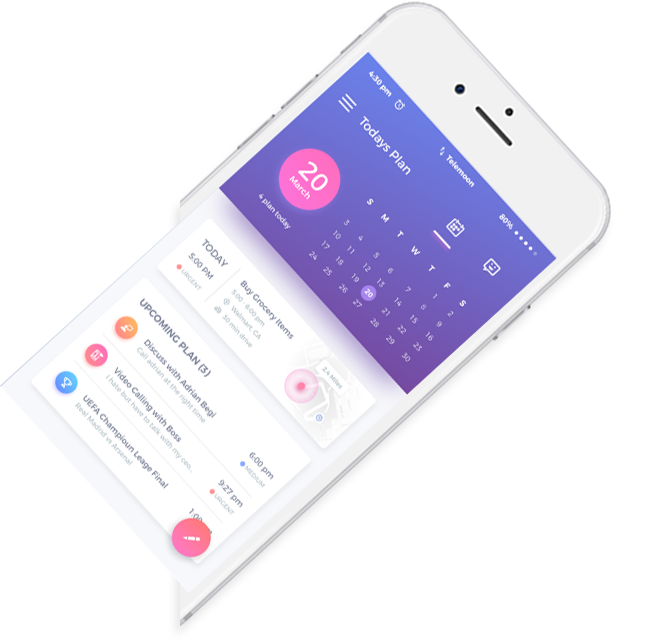 4:30 pm
Telemoon
80%
Todays Plan
20
March
4 plan today
S M T W T F S
1 2
3 4 5 6 7 8 9
10 11 12 13 14 15 16
17 18 19 20 21 22 23
24 25 26 27 28 29 30
TODAY
5:00 PM
URGENT
Buy Grocery Items
5:00 - 6:00 pm
Walmart, CA
30 min drive
2.4 Miles
UPCOMING PLAN (3)
Discuss with Adrian Begi
Call adrian at the right time
6:00 pm
MEDIUM
Video Calling with Boss
I hate but have to talk with my ceo..
9:27 pm
URGENT
UEFA Champioun Leage Final
Real Madrid vs Arsenal